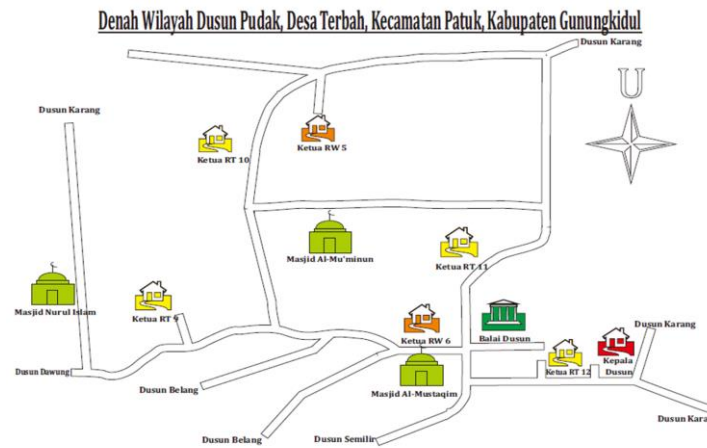 Denah Wilayah Dusun Pudak, Desa Terbah, Kecamatan Patuk, Kabupaten Gunungkidul
Dusun Karang
U
Dusun Karang
Ketua RT 10
Ketua RW 5
Masjid Al-Mu'minun
Ketua RT 11
Masjid Nurul Islam
Ketua RT 9
Ketua RW 6
Balai Dusun
Dusun Karang
Kepala
Dusun
Ketua RT 12
Dusun Dawung
Dusun Belang
Masjid Al-Mustaqim
Dusun Kara
Dusun Belang
Dusun Semilir